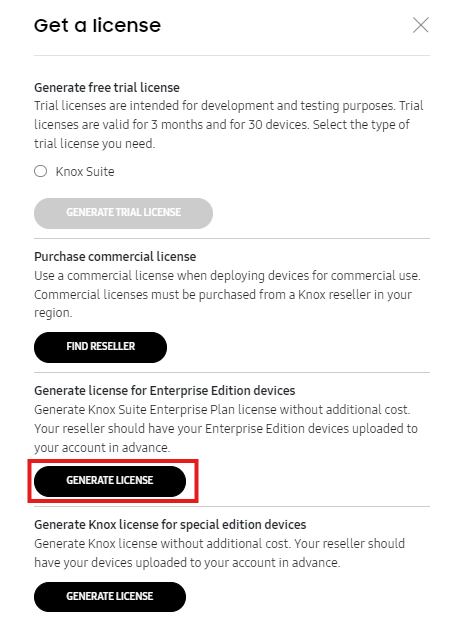 Get a license
Generate free trial license
Trial licenses are intended for development and testing purposes. Trial
licenses are valid for 3 months and for 30 devices. Select the type of
trial license you need.
Knox Suite
GENERATE TRIAL LICENSE
Purchase commercial license
Use a commercial license when deploying devices for commercial use.
Commercial licenses must be purchased from a Knox reseller in your
region.
FIND RESELLER
Generate license for Enterprise Edition devices
Generate Knox Suite Enterprise Plan license without additional cost.
Your reseller should have your Enterprise Edition devices uploaded to
your account in advance.
GENERATE LICENSE
Generate Knox license for special edition devices
Generate Knox license without additional cost. Your reseller should
have your devices uploaded to your account in advance.
GENERATE LICENSE